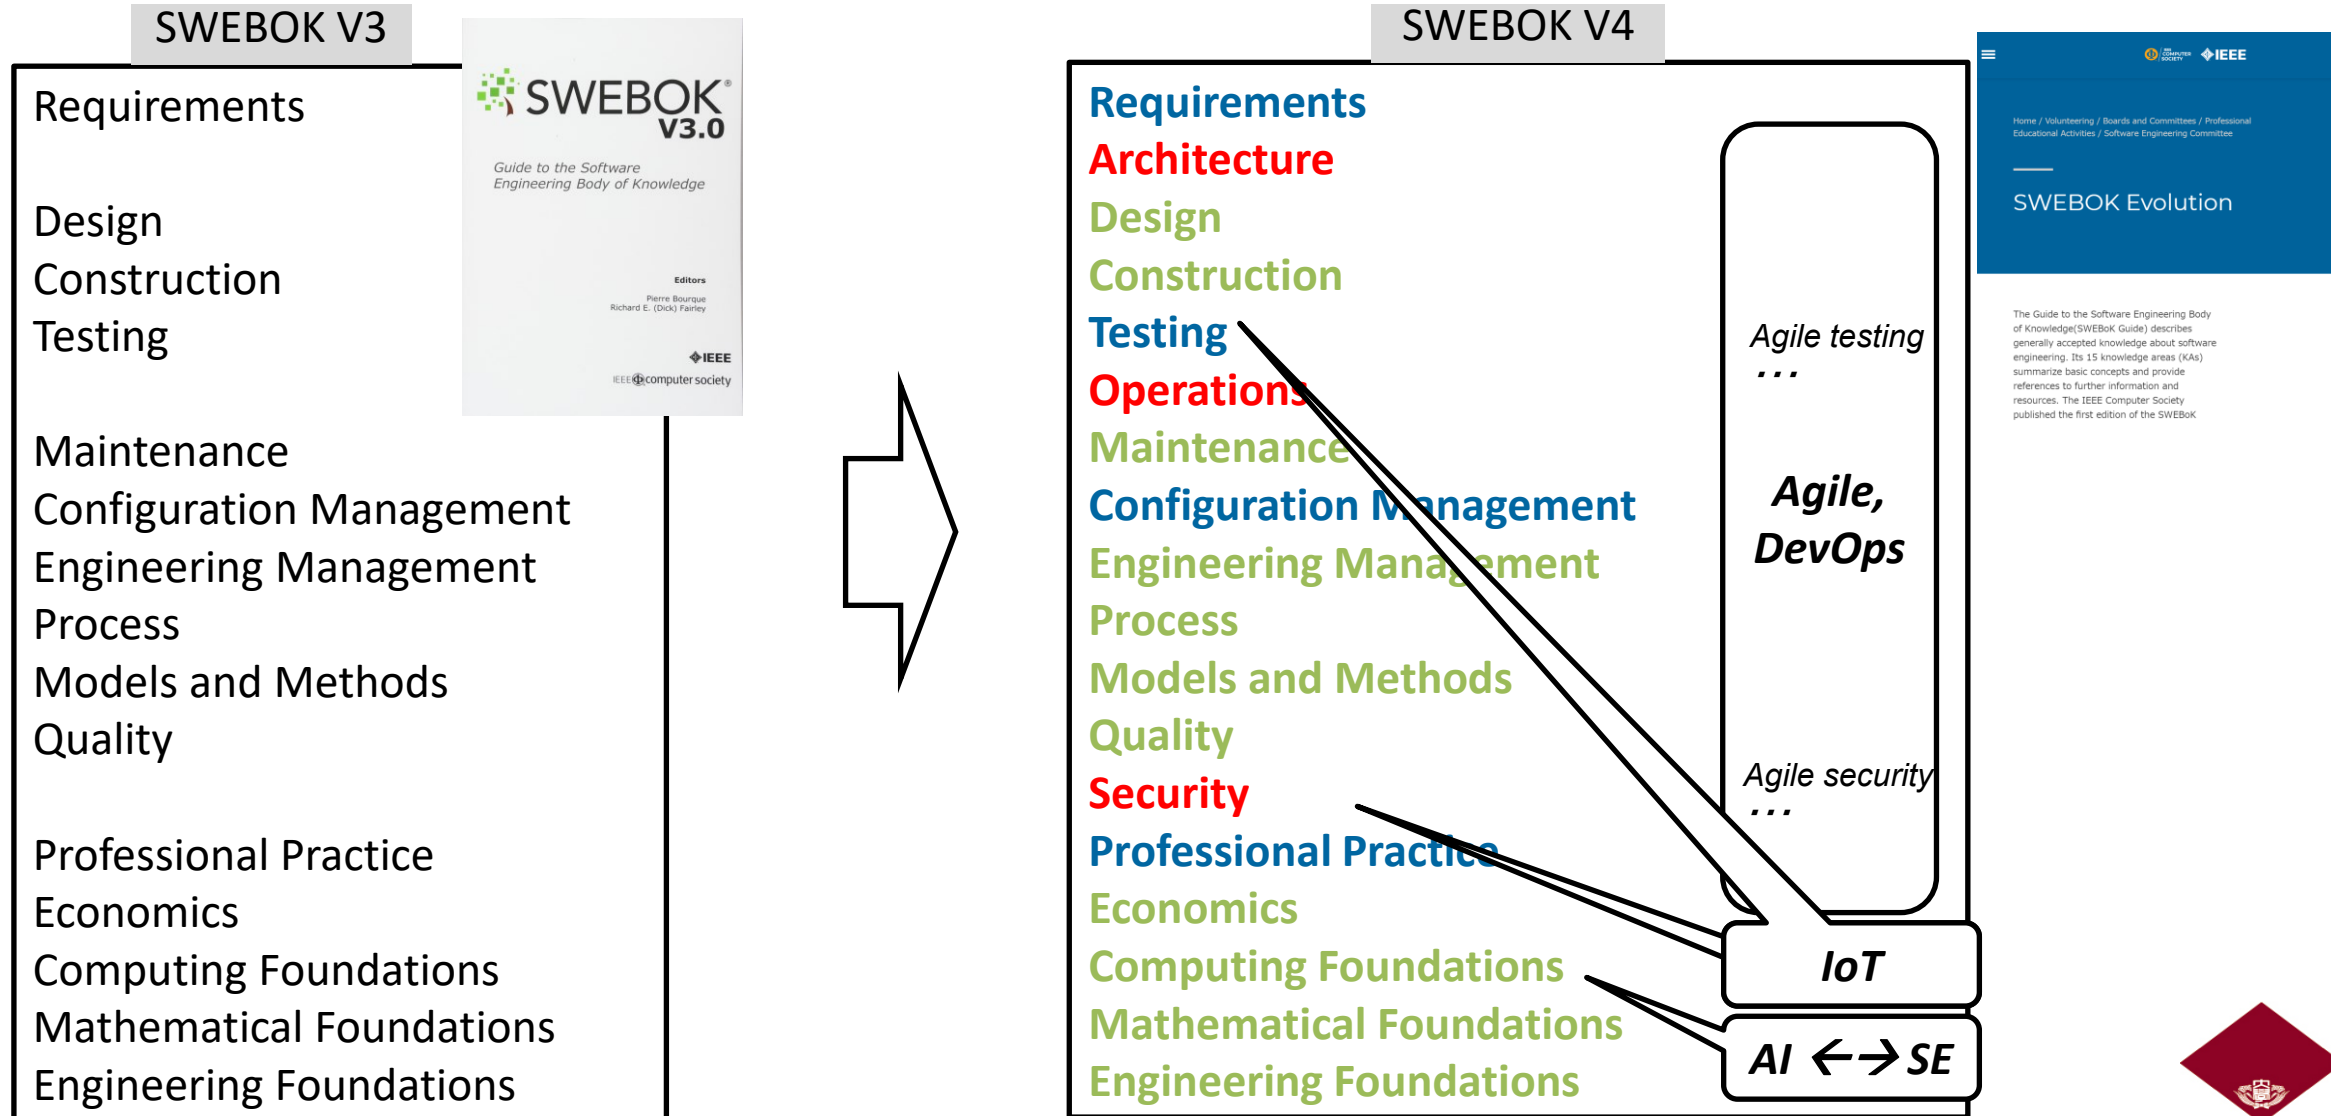 SWEBOK V3
Requirements
Design
Construction
Testing
Maintenance
Configuration Management
Engineering Management
Process
Models and Methods
Quality
Professional Practice
Economics
Computing Foundations
Mathematical Foundations
Engineering Foundations
SWEBOK®
V3.0
Guide to the Software
Engineering Body of Knowledge
Editors
Pierre Bourque
Richard E. (Dick) Fairley
IEEE
IEEE computer society
SWEBOK V4
Requirements
Architecture
Design
Construction
Testing
Operations
Maintenance
Configuration Management
Engineering Management
Process
Models and Methods
Quality
Security
Professional Practice
Economics
Computing Foundations
Mathematical Foundations
Engineering Foundations
Agile testing
...
Agile,
DevOps
Agile security
...
IoT
AI ←→ SE
IEEE COMPUTER SOCIETY
IEEE
Home / Volunteering / Boards and Committees / Professional
Educational Activities / Software Engineering Committee
SWEBOK Evolution
The Guide to the Software Engineering Body
of Knowledge(SWEBoK Guide) describes
generally accepted knowledge about software
engineering. Its 15 knowledge areas (KAs)
summarize basic concepts and provide
references to further information and
resources. The IEEE Computer Society
published the first edition of the SWEBoK